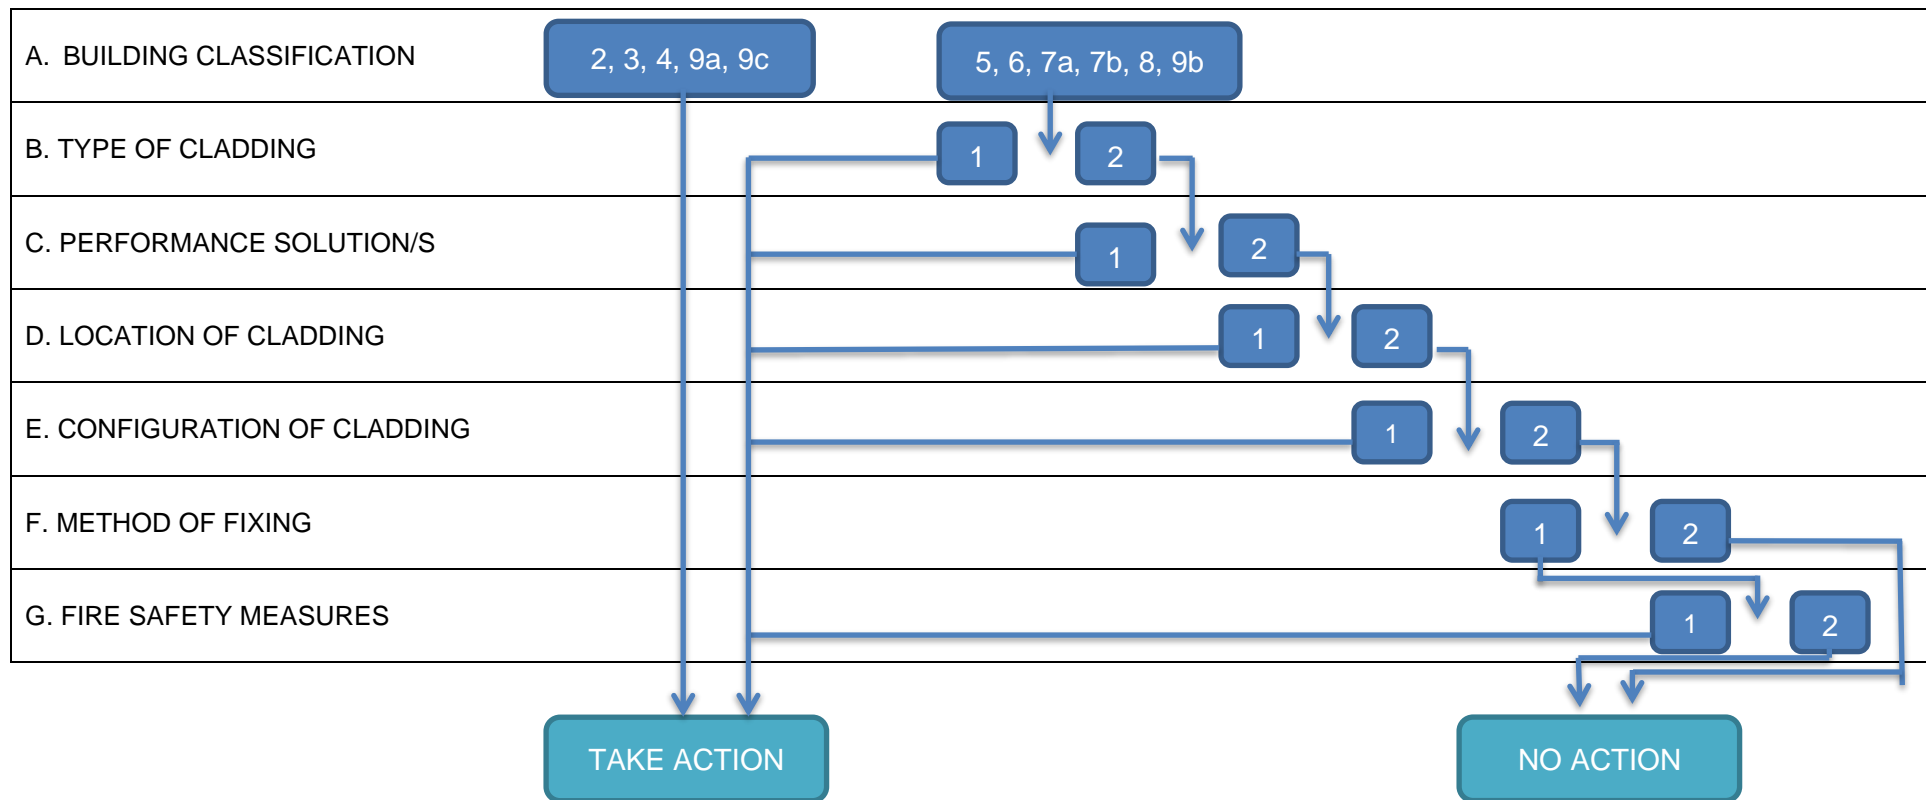 A. BUILDING CLASSIFICATION
2, 3, 4, 9a, 9c
5, 6, 7a, 7b, 8, 9b
B. TYPE OF CLADDING
1
2
C. PERFORMANCE SOLUTION/S
1
2
D. LOCATION OF CLADDING
1
2
E. CONFIGURATION OF CLADDING
1
2
F. METHOD OF FIXING
1
2
G. FIRE SAFETY MEASURES
1
2
TAKE ACTION
NO ACTION